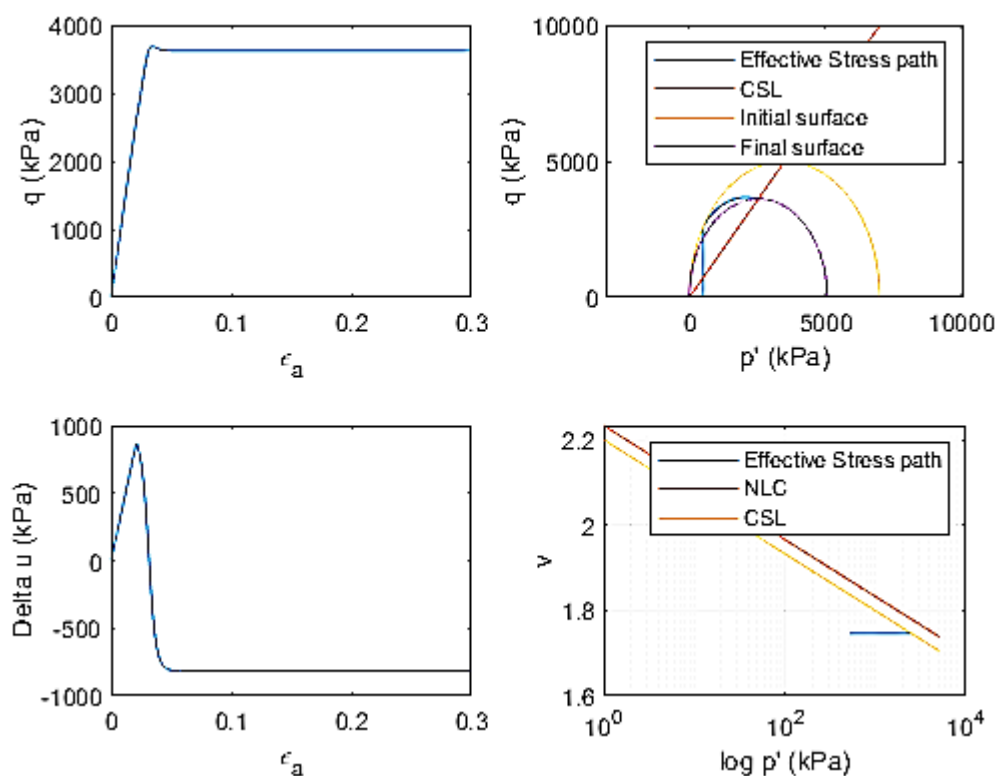 4000
3000
2000
1000
0
q (kPa)
0
0.1
0.2
0.3
ϵa
10000
5000
0
q (kPa)
Effective Stress path
CSL
Initial surface
Final surface
0
5000
10000
p' (kPa)
1000
500
0
-500
-1000
Delta u (kPa)
0
0.1
0.2
0.3
ϵa
2.2
2
1.8
1.6
v
Effective Stress path
NLC
CSL
10^0
10^2
10^4
log p' (kPa)